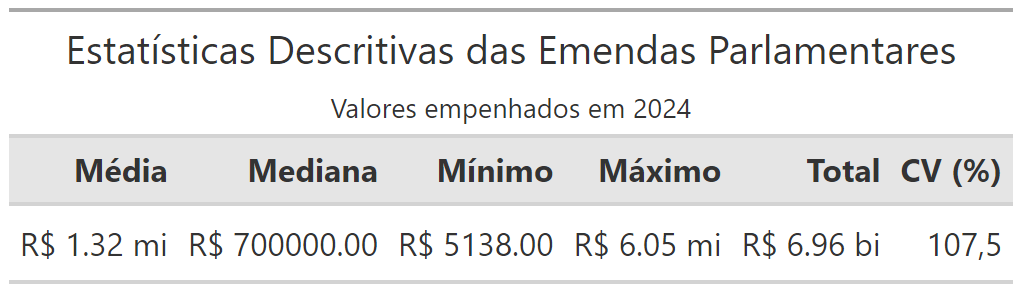 Estatísticas Descritivas das Emendas Parlamentares
Valores empenhados em 2024
Média Mediana Mínimo Máximo Total CV (%)
R$ 1.32 mi R$ 700000.00 R$ 5138.00 R$ 6.05 mi R$ 6.96 bi 107,5